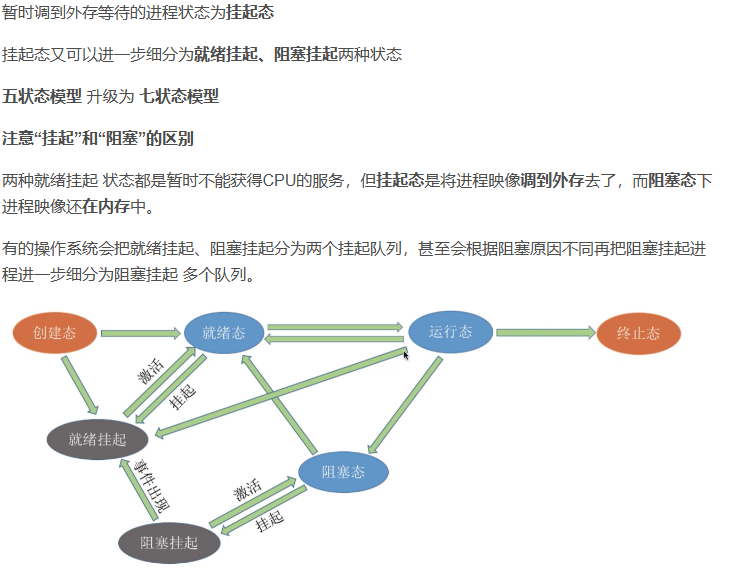 暂时调到外存等待的进程状态为挂起态
挂起态又可以进一步细分为就绪挂起、阻塞挂起两种状态
五状态模型 升级为 七状态模型
注意“挂起”和“阻塞”的区别
两种就绪挂起 状态都是暂时不能获得CPU的服务，但挂起态是将进程映像调到外存去了，而阻塞态下
进程映像还在内存中。
有的操作系统会把就绪挂起、阻塞挂起分为两个挂起队列，甚至会根据阻塞原因不同再把阻塞挂起进
程进一步细分为阻塞挂起 多个队列。
创建态
就绪态
运行态
终止态
激活
挂起
就绪挂起
阻塞态
事件出现
激活
挂起
阻塞挂起